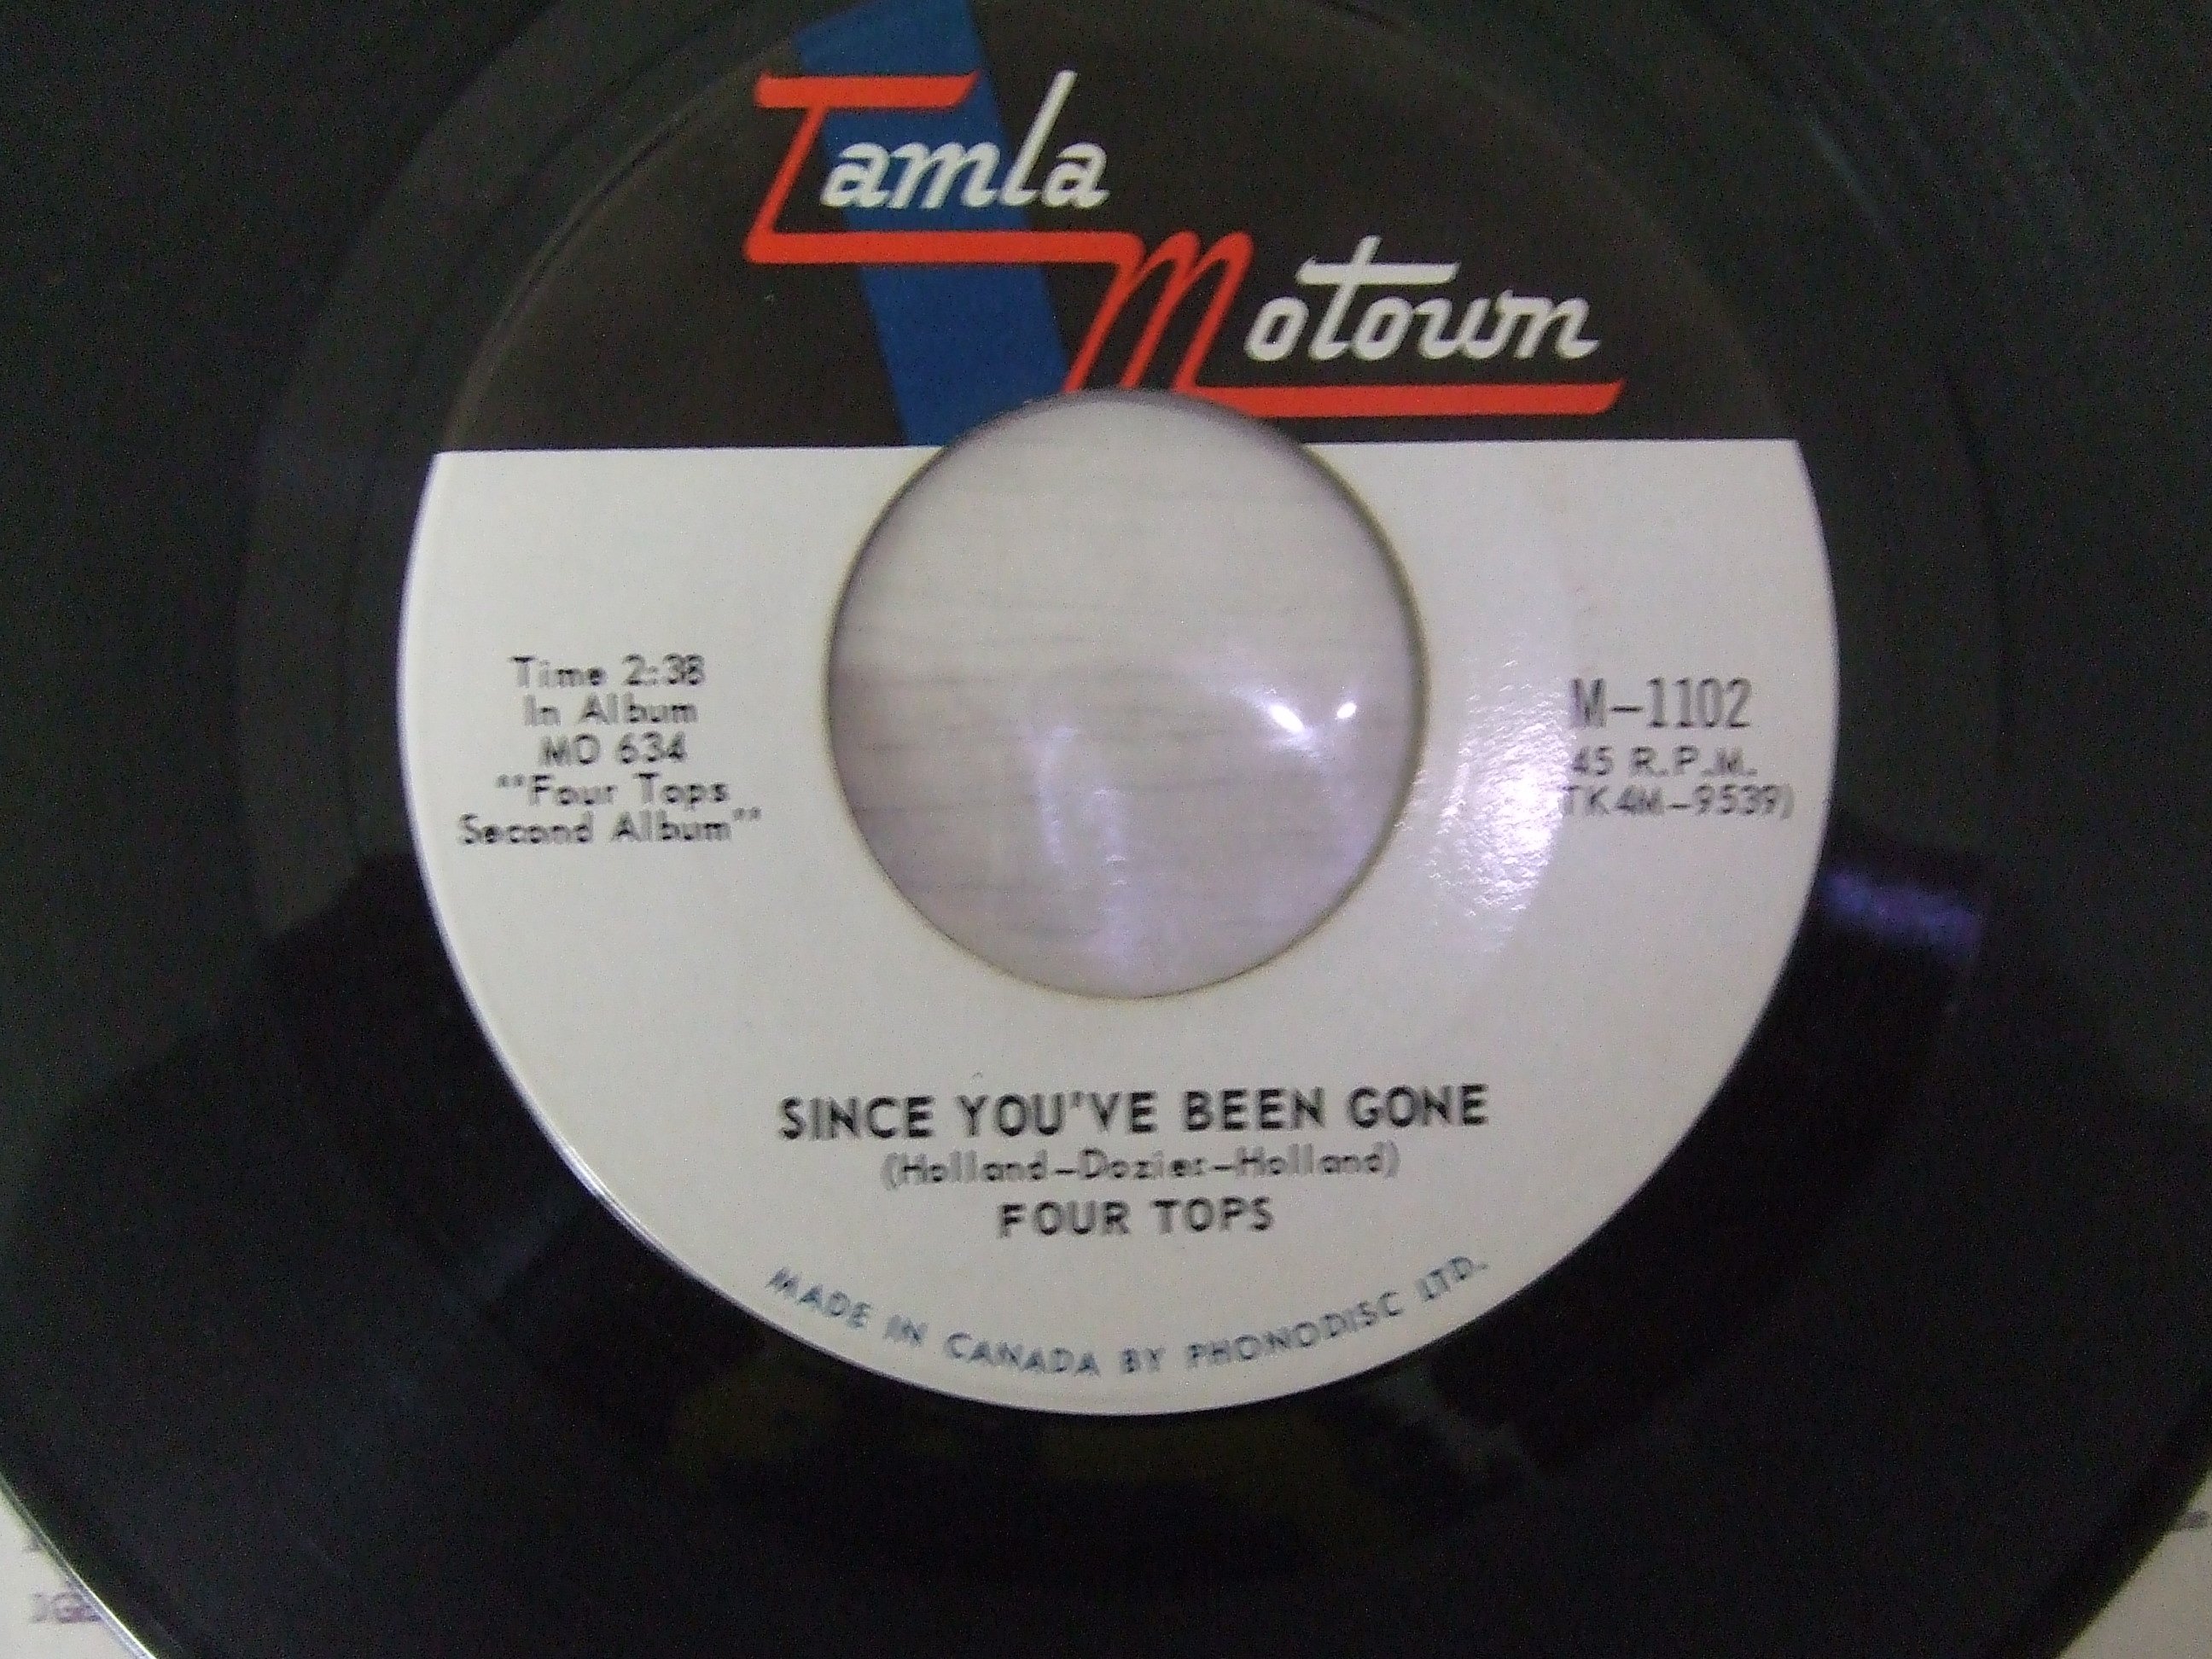 Tamla
Motown
Time 2:38
In Album
MO 634
"Four Tops
Second Album"
M-1102
45 R.P.M.
TK4M-9539)
SINCE YOU'VE BEEN GONE
(Holland-Dozier-Holland)
FOUR TOPS
MADE IN CANADA BY PHONODISC LTD.